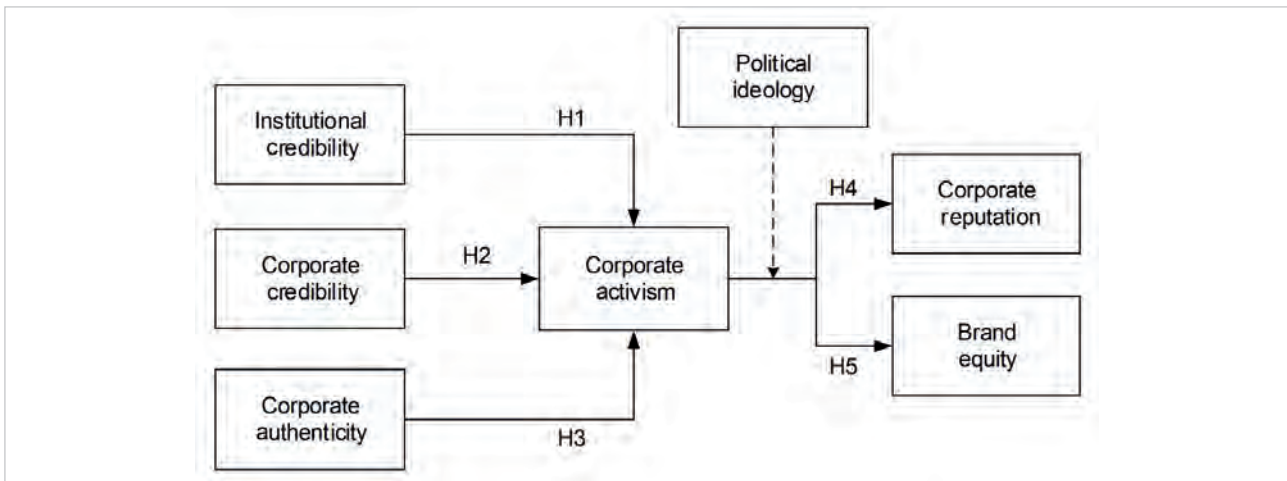 Political
ideology
Institutional
credibility
H1
Corporate
credibility
H2
Corporate
activism
H4
Corporate
reputation
Corporate
authenticity
H3
Brand
equity
H5